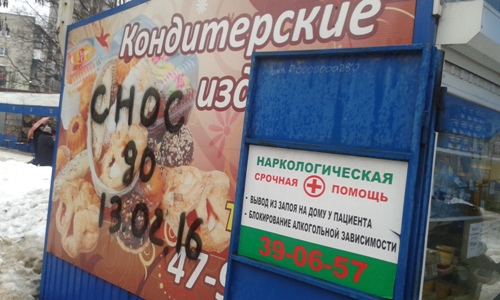 Кондитерские
изд
СНОС
до
13.02.16
47-9
НАРКОЛОГИЧЕСКАЯ
СРОЧНАЯ ПОМОЩЬ
- ВЫВОД ИЗ ЗАПОЯ НА ДОМУ У ПАЦИЕНТА
- БЛОКИРОВАНИЕ АЛКОГОЛЬНОЙ ЗАВИСИМОСТИ
39-06-57